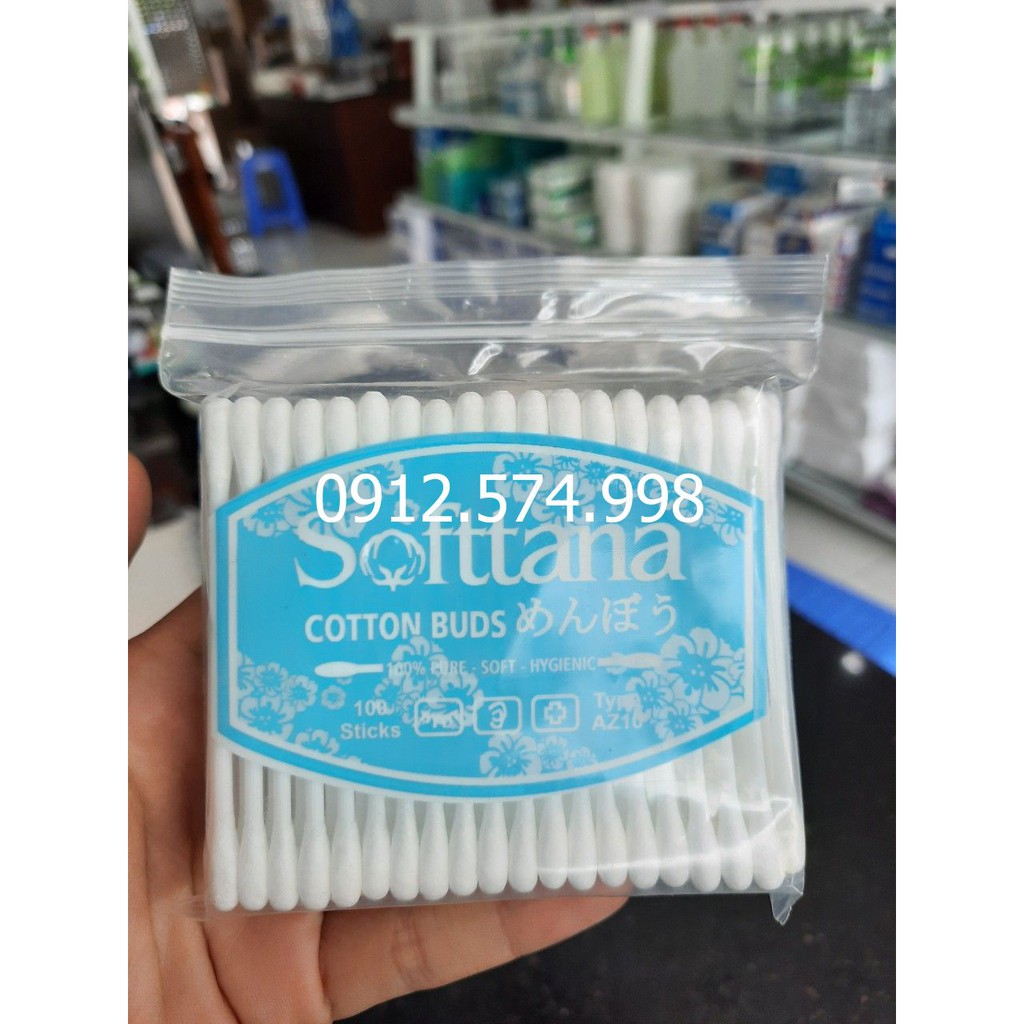 0912.574.998
Softtana
COTTON BUDS めんぼう
100% PURE - SOFT - HYGIENIC
100 Sticks
Type AZ10